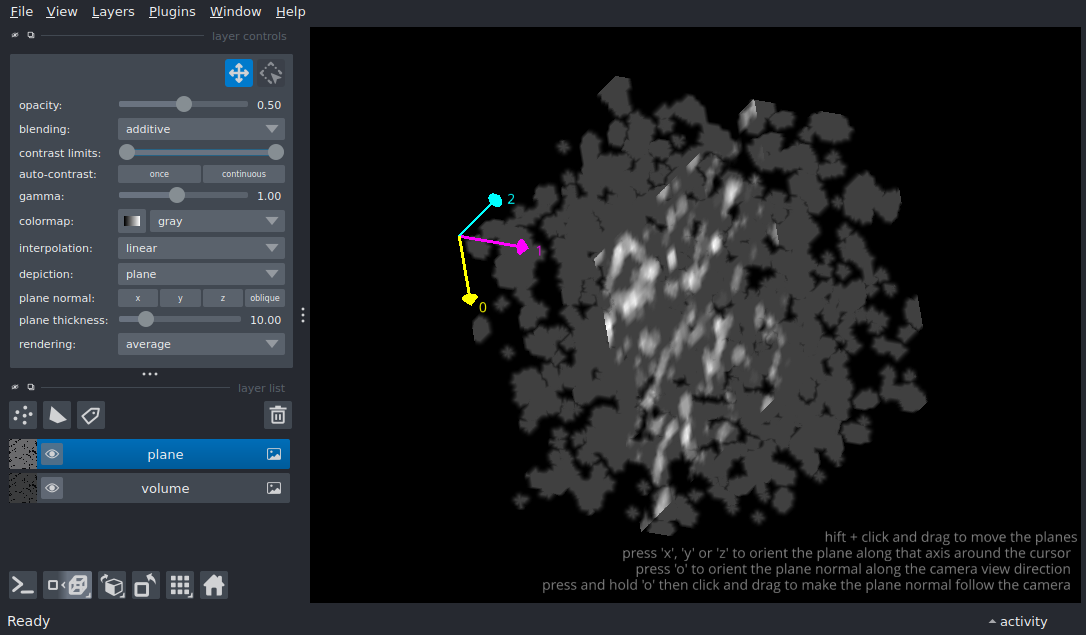 File View Layers Plugins Window Help
layer controls
opacity: 0.50
blending: additive
contrast limits:
auto-contrast: once continuous
gamma: 1.00
colormap: gray
interpolation: linear
depiction: plane
plane normal: x y z oblique
plane thickness: 10.00
rendering: average
layer list
plane
volume
2
1
0
hift + click and drag to move the planes
press 'x', 'y' or 'z' to orient the plane along that axis around the cursor
press 'o' to orient the plane normal along the camera view direction
press and hold 'o' then click and drag to make the plane normal follow the camera
Ready
activity